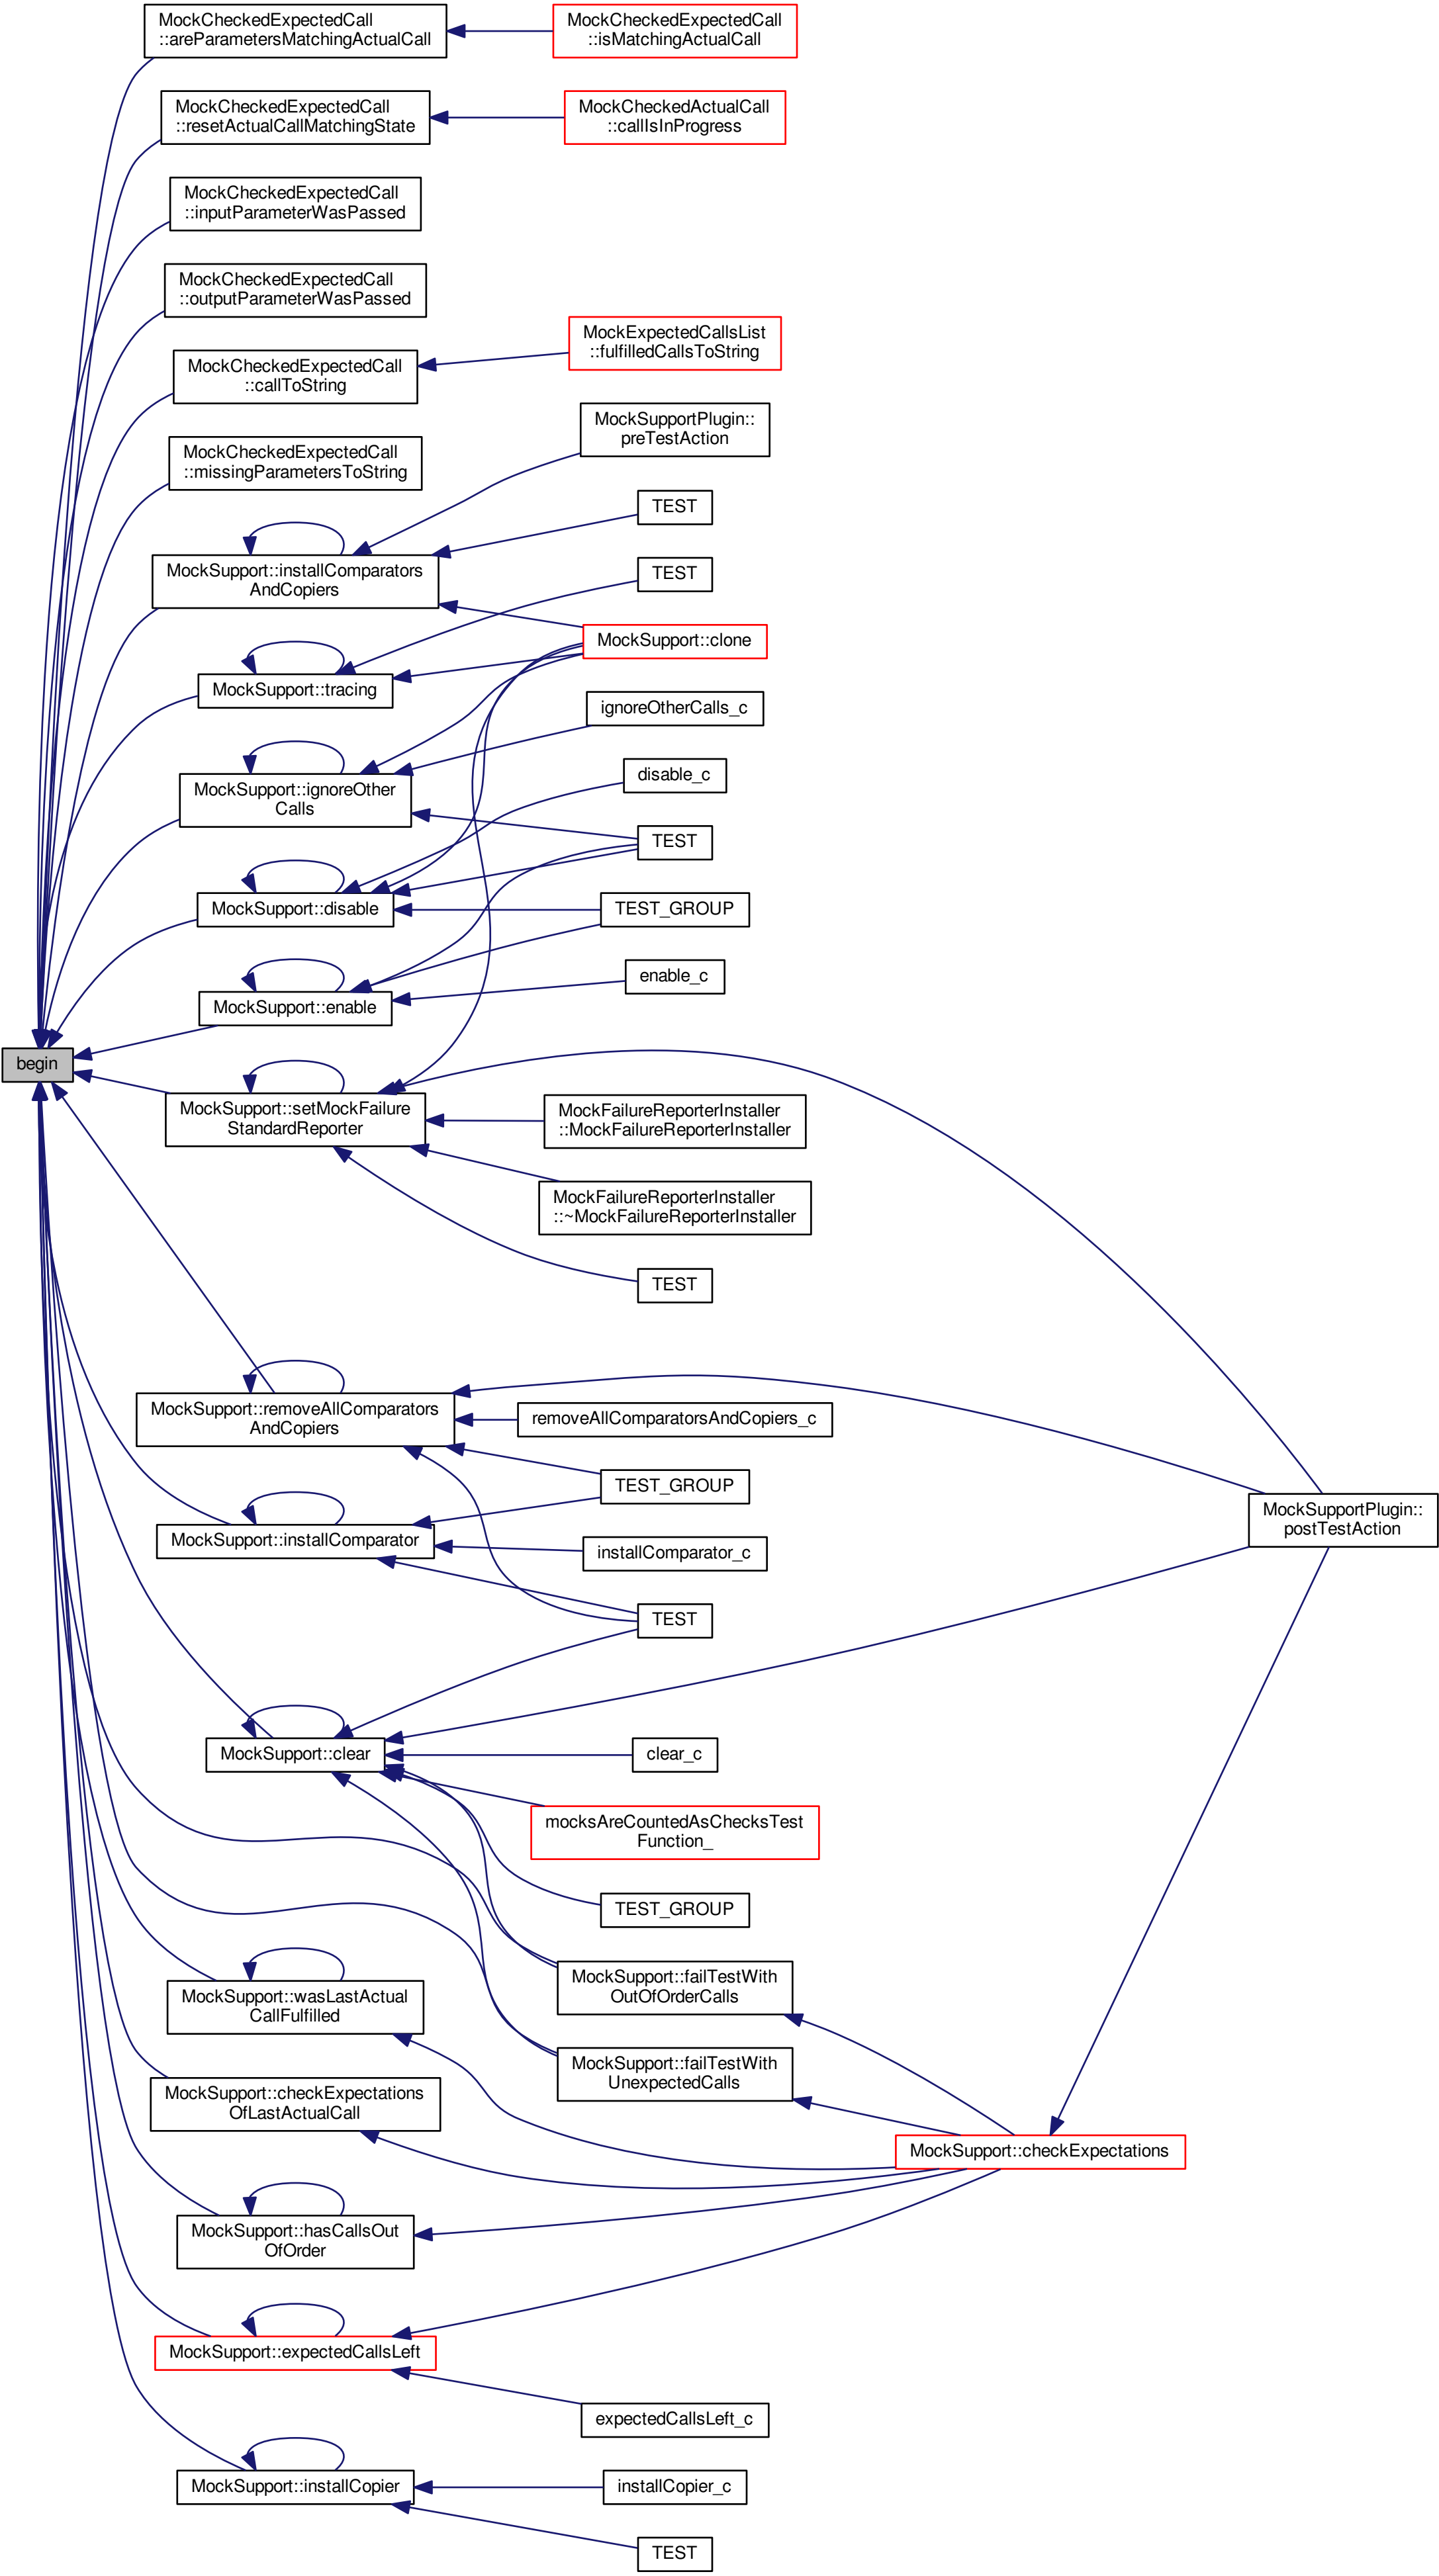 MockCheckedExpectedCall
::areParametersMatchingActualCall
MockCheckedExpectedCall
::isMatchingActualCall
MockCheckedExpectedCall
::resetActualCallMatchingState
MockCheckedActualCall
::callIsInProgress
MockCheckedExpectedCall
::inputParameterWasPassed
MockCheckedExpectedCall
::outputParameterWasPassed
MockExpectedCallsList
::fulfilledCallsToString
MockCheckedExpectedCall
::callToString
MockSupportPlugin::
preTestAction
MockCheckedExpectedCall
::missingParametersToString
TEST
MockSupport::installComparators
AndCopiers
TEST
MockSupport::clone
MockSupport::tracing
ignoreOtherCalls_c
disable_c
MockSupport::ignoreOther
Calls
TEST
MockSupport::disable
TEST_GROUP
enable_c
MockSupport::enable
begin
MockSupport::setMockFailure
StandardReporter
MockFailureReporterInstaller
::MockFailureReporterInstaller
MockFailureReporterInstaller
::~MockFailureReporterInstaller
TEST
MockSupport::removeAllComparators
AndCopiers
removeAllComparatorsAndCopiers_c
TEST_GROUP
MockSupportPlugin::
postTestAction
MockSupport::installComparator
installComparator_c
TEST
MockSupport::clear
clear_c
mocksAreCountedAsChecksTest
Function_
TEST_GROUP
MockSupport::failTestWith
OutOfOrderCalls
MockSupport::wasLastActual
CallFulfilled
MockSupport::failTestWith
UnexpectedCalls
MockSupport::checkExpectations
OfLastActualCall
MockSupport::checkExpectations
MockSupport::hasCallsOut
OfOrder
MockSupport::expectedCallsLeft
expectedCallsLeft_c
MockSupport::installCopier
installCopier_c
TEST